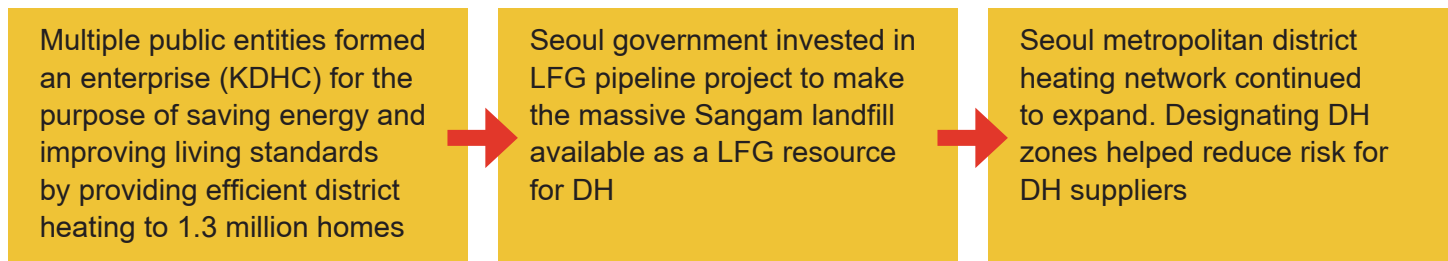 Multiple public entities formed
an enterprise (KDHC) for the
purpose of saving energy and
improving living standards
by providing efficient district
heating to 1.3 million homes
Seoul government invested in
LFG pipeline project to make
the massive Sangam landfill
available as a LFG resource
for DH
Seoul metropolitan district
heating network continued
to expand. Designating DH
zones helped reduce risk for
DH suppliers